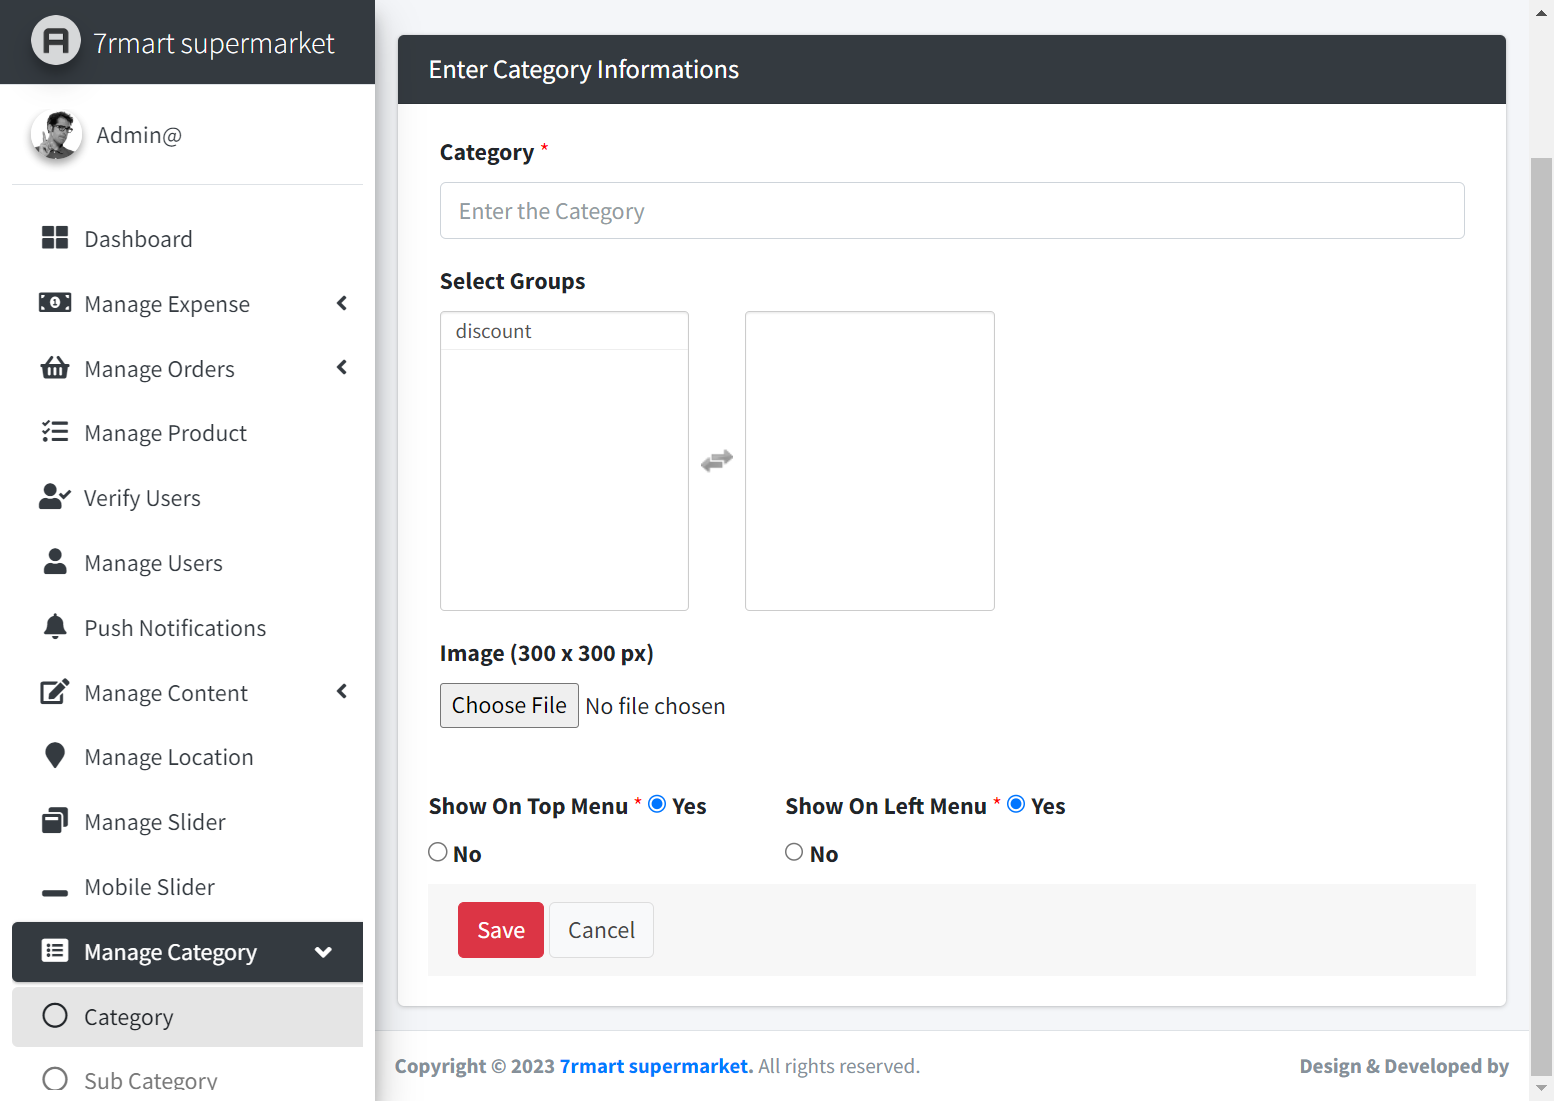 7rmart supermarket
Admin@
Dashboard
Manage Expense
Manage Orders
Manage Product
Verify Users
Manage Users
Push Notifications
Manage Content
Manage Location
Manage Slider
Mobile Slider
Manage Category
Category
Sub Category
Enter Category Informations
Category *
Enter the Category
Select Groups
discount
Image (300 x 300 px)
Choose File No file chosen
Show On Top Menu * Yes
No
Show On Left Menu * Yes
No
Save Cancel
Copyright © 2023 7rmart supermarket. All rights reserved.
Design & Developed by